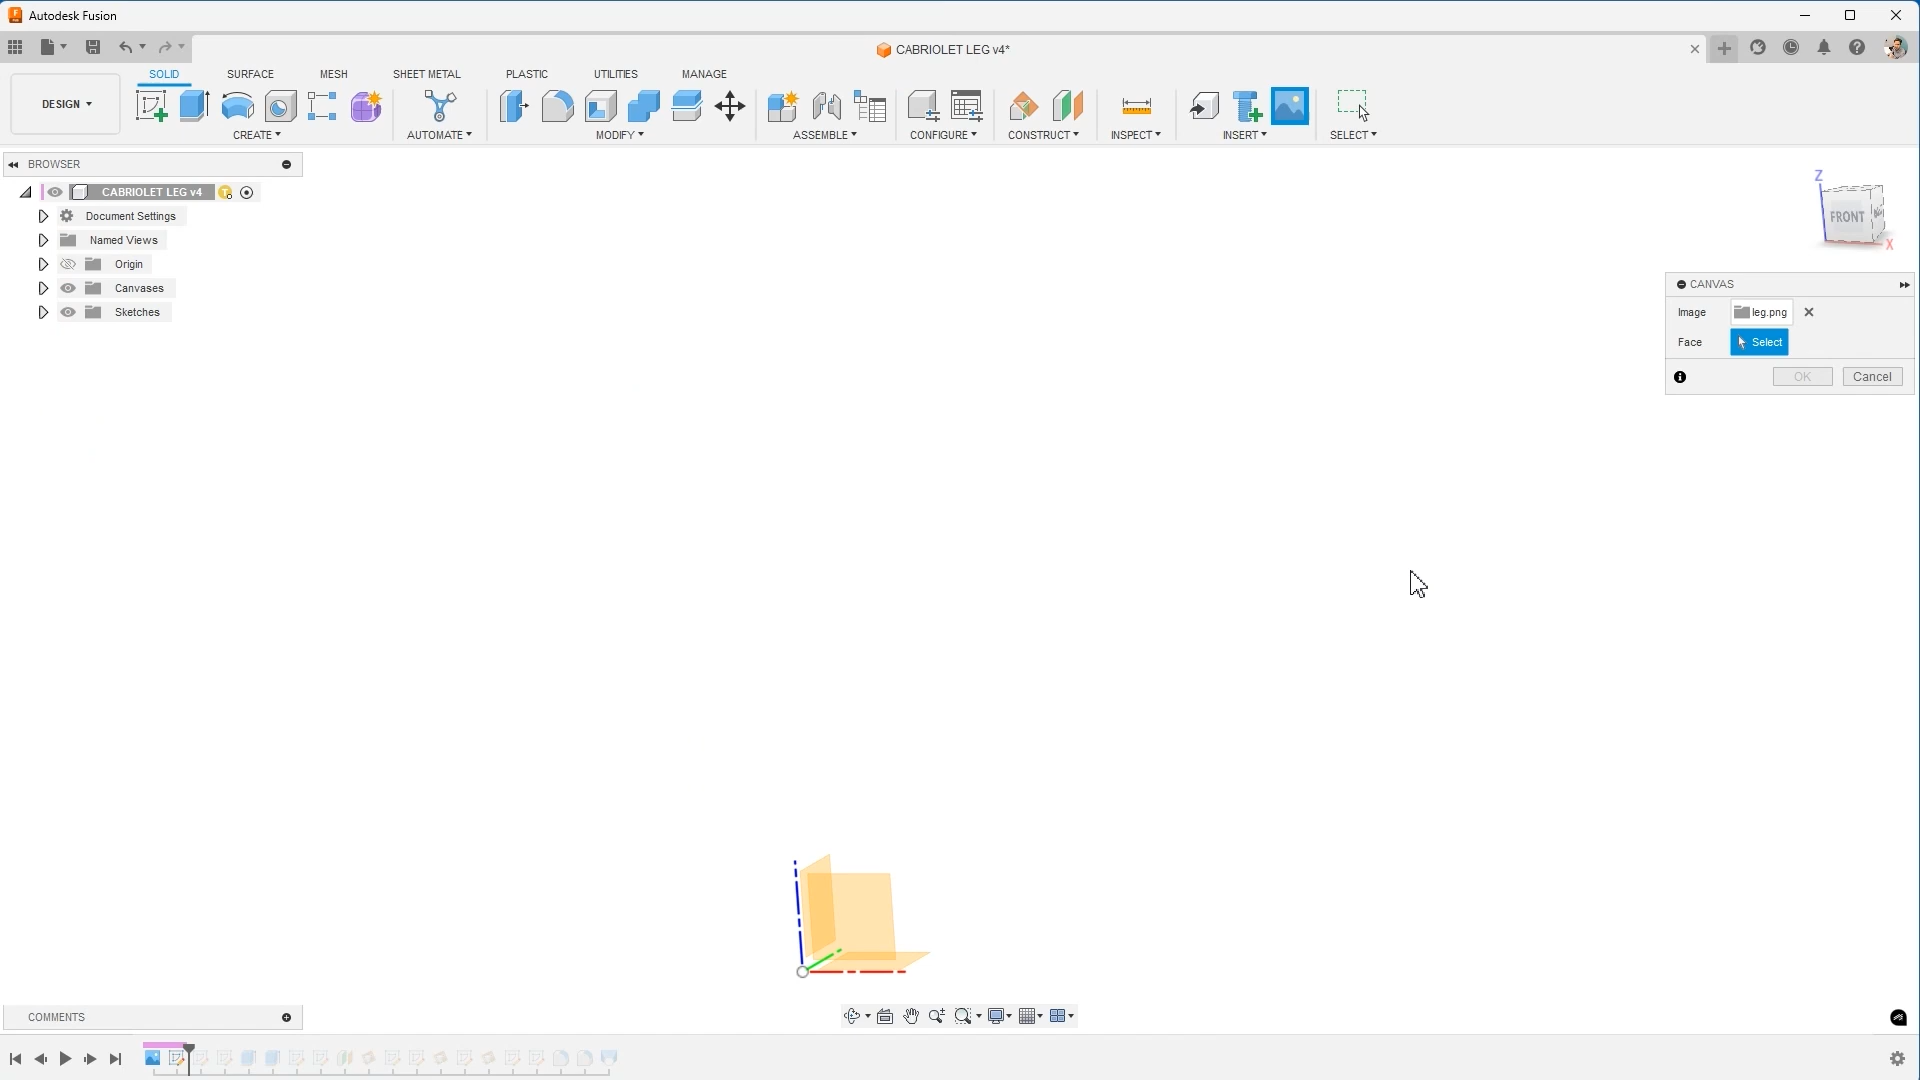 Autodesk Fusion
CABRIOLET LEG v4*
DESIGN
SOLID
SURFACE
MESH
SHEET METAL
PLASTIC
UTILITIES
MANAGE
CREATE
AUTOMATE
MODIFY
ASSEMBLE
CONFIGURE
CONSTRUCT
INSPECT
INSERT
SELECT
BROWSER
CABRIOLET LEG v4
Document Settings
Named Views
Origin
Canvases
Sketches
Z
FRONT
X
CANVAS
Image
leg.png
Face
Select
OK
Cancel
COMMENTS